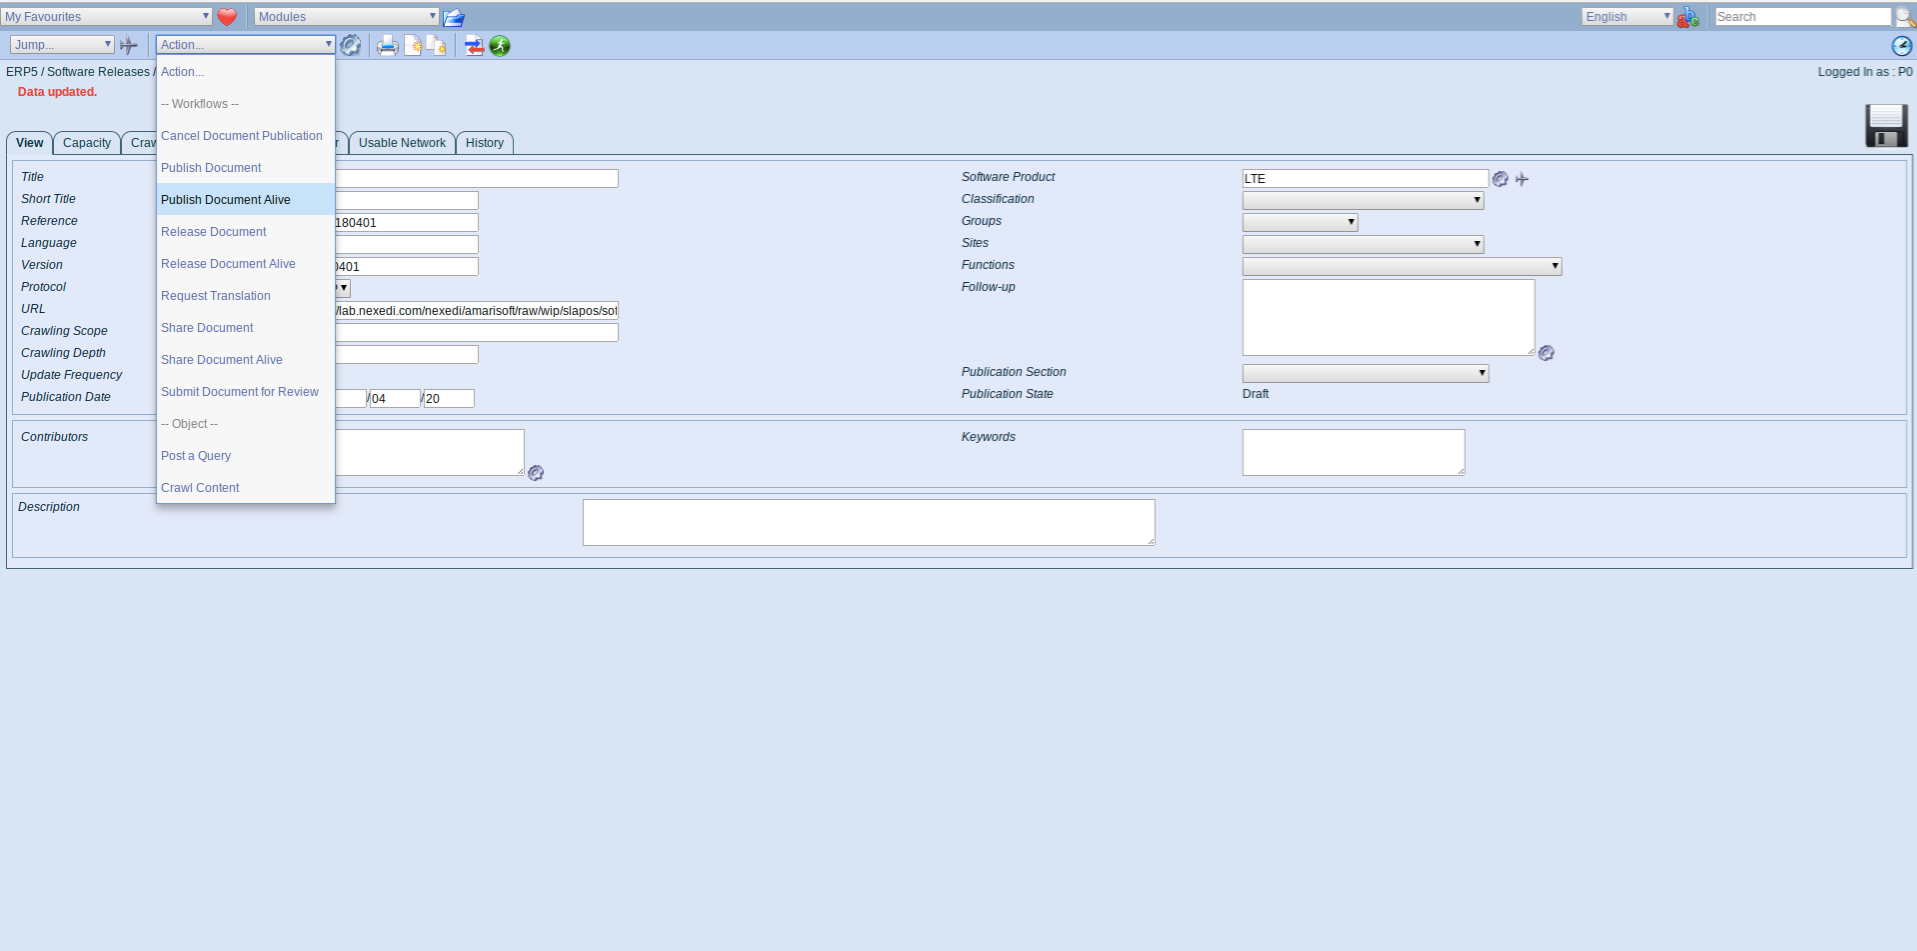 My Favourites Modules English Search
Jump... Action...
ERP5 / Software Releases / Logged In as : P0
Data updated.
Action...
-- Workflows --
Cancel Document Publication
Publish Document
Publish Document Alive
Release Document
Release Document Alive
Request Translation
Share Document
Share Document Alive
Submit Document for Review
-- Object --
Post a Query
Crawl Content
View Capacity Craw r Usable Network History
Title
Short Title
Reference 180401
Language
Version 0401
Protocol
URL /lab.nexedi.com/nexedi/amarisoft/raw/wip/slapos/sof
Crawling Scope
Crawling Depth
Update Frequency
Publication Date / 04 / 20
Software Product LTE
Classification
Groups
Sites
Functions
Follow-up
Publication Section
Publication State Draft
Contributors
Keywords
Description